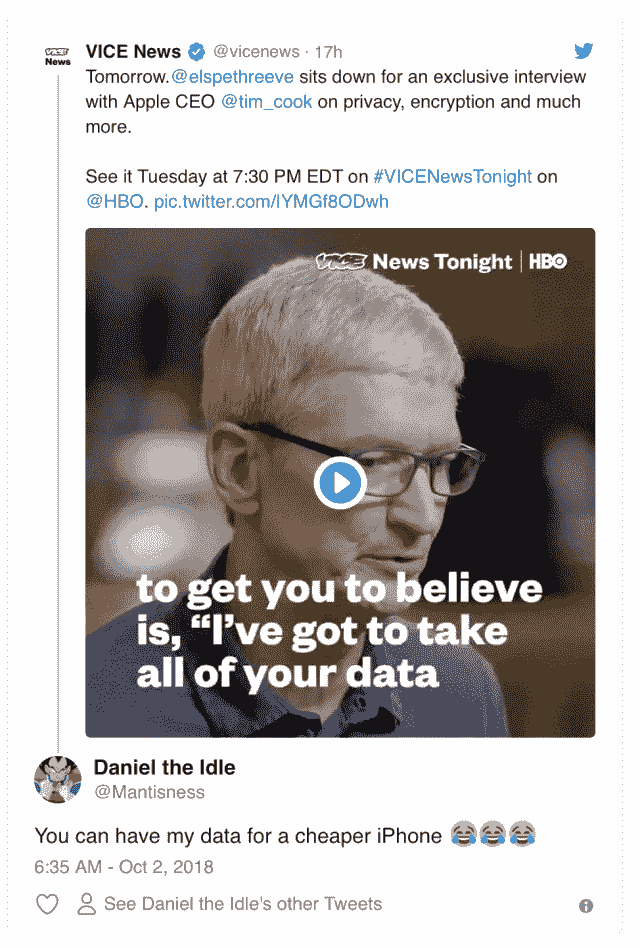 VICE News @vicenews · 17h
Tomorrow. @elspethreeve sits down for an exclusive interview
with Apple CEO @tim_cook on privacy, encryption and much
more.
See it Tuesday at 7:30 PM EDT on #VICENewsTonight on
@HBO. pic.twitter.com/IYMGf8ODwh
VICE News Tonight | HBO
to get you to believe
is, “I’ve got to take
all of your data
Daniel the Idle
@Mantisness
You can have my data for a cheaper iPhone 😂😂😂
6:35 AM - Oct 2, 2018
See Daniel the Idle's other Tweets